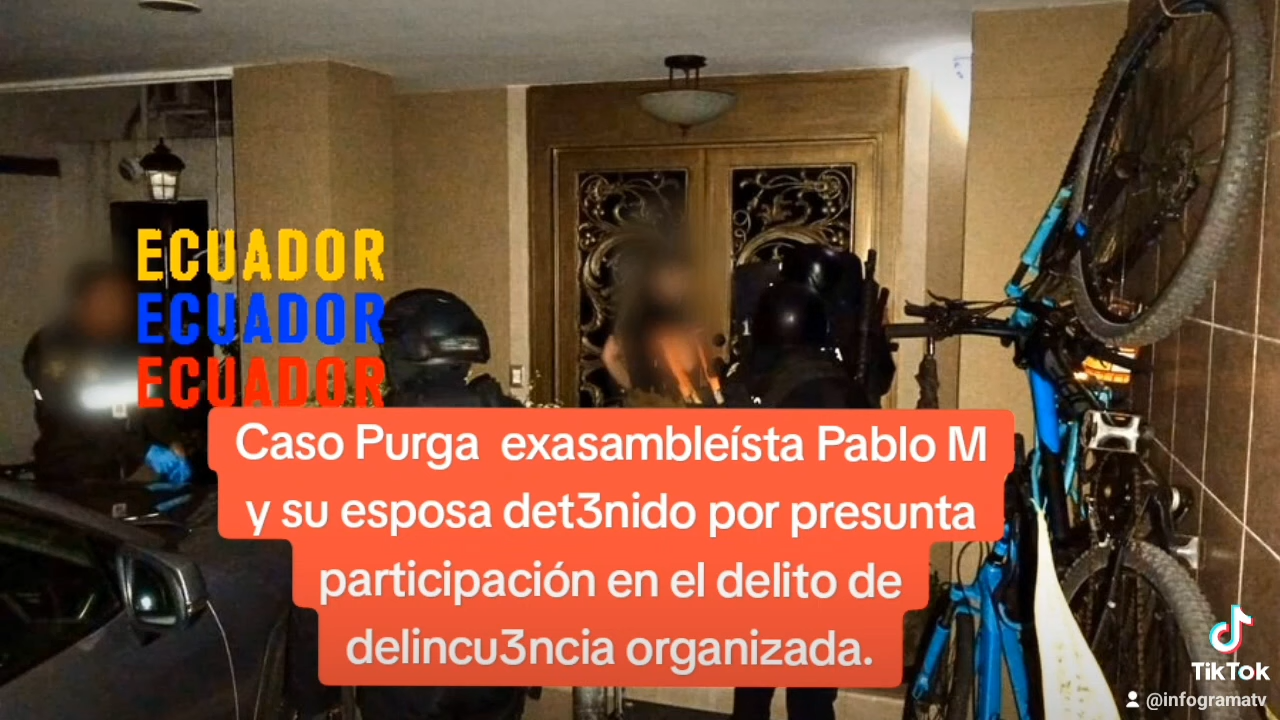 ECUADOR
ECUADOR
ECUADOR
Caso Purga exasambleísta Pablo M
y su esposa det3nido por presunta
participación en el delito de
delincu3ncia organizada.
TikTok
@infogramatv